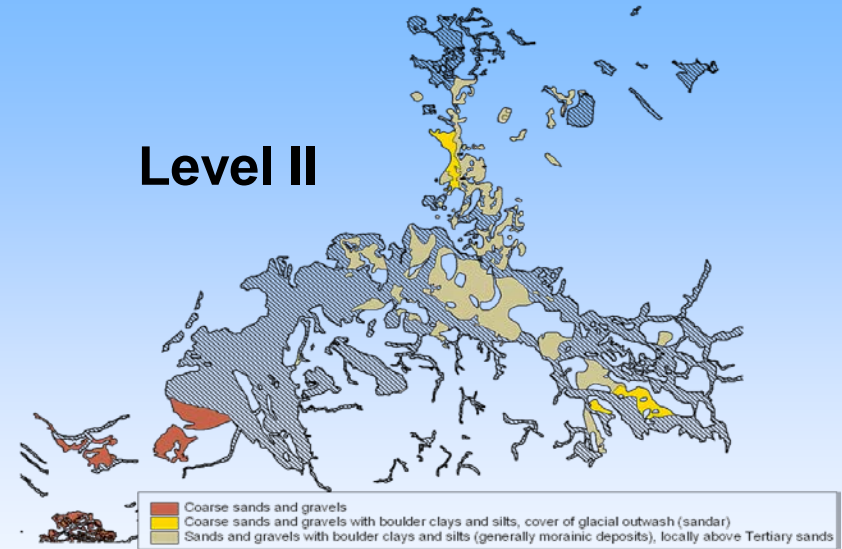 Level II
Coarse sands and gravels
Coarse sands and gravels with boulder clays and silts, cover of glacial outwash (sandar)
Sands and gravels with boulder clays and silts (generally morainic deposits), locally above Tertiary sands